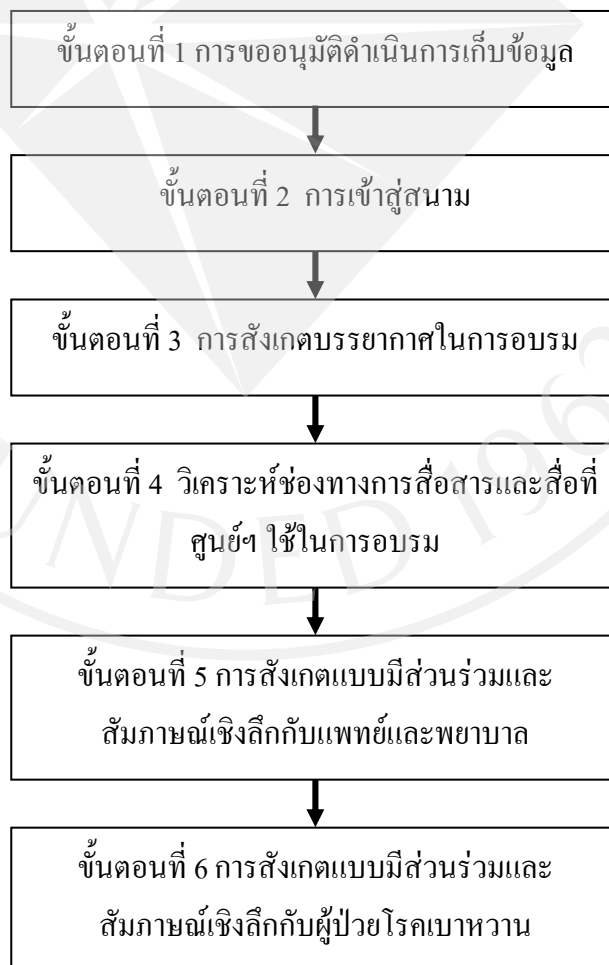 ขั้นตอนที่ 1 การขออนุมัติดำเนินการเก็บข้อมูล
ขั้นตอนที่ 2 การเข้าสู่สนาม
ขั้นตอนที่ 3 การสังเกตบรรยากาศในการอบรม
ขั้นตอนที่ 4 วิเคราะห์ช่องทางการสื่อสารและสื่อที่
ศูนย์ฯ ใช้ในการอบรม
UNDED 196
ขั้นตอนที่ 5 การสังเกตแบบมีส่วนร่วมและ
สัมภาษณ์เชิงลึกกับแพทย์และพยาบาล
ขั้นตอนที่ 6 การสังเกตแบบมีส่วนร่วมและ
สัมภาษณ์เชิงลึกกับผู้ป่วยโรคเบาหวาน